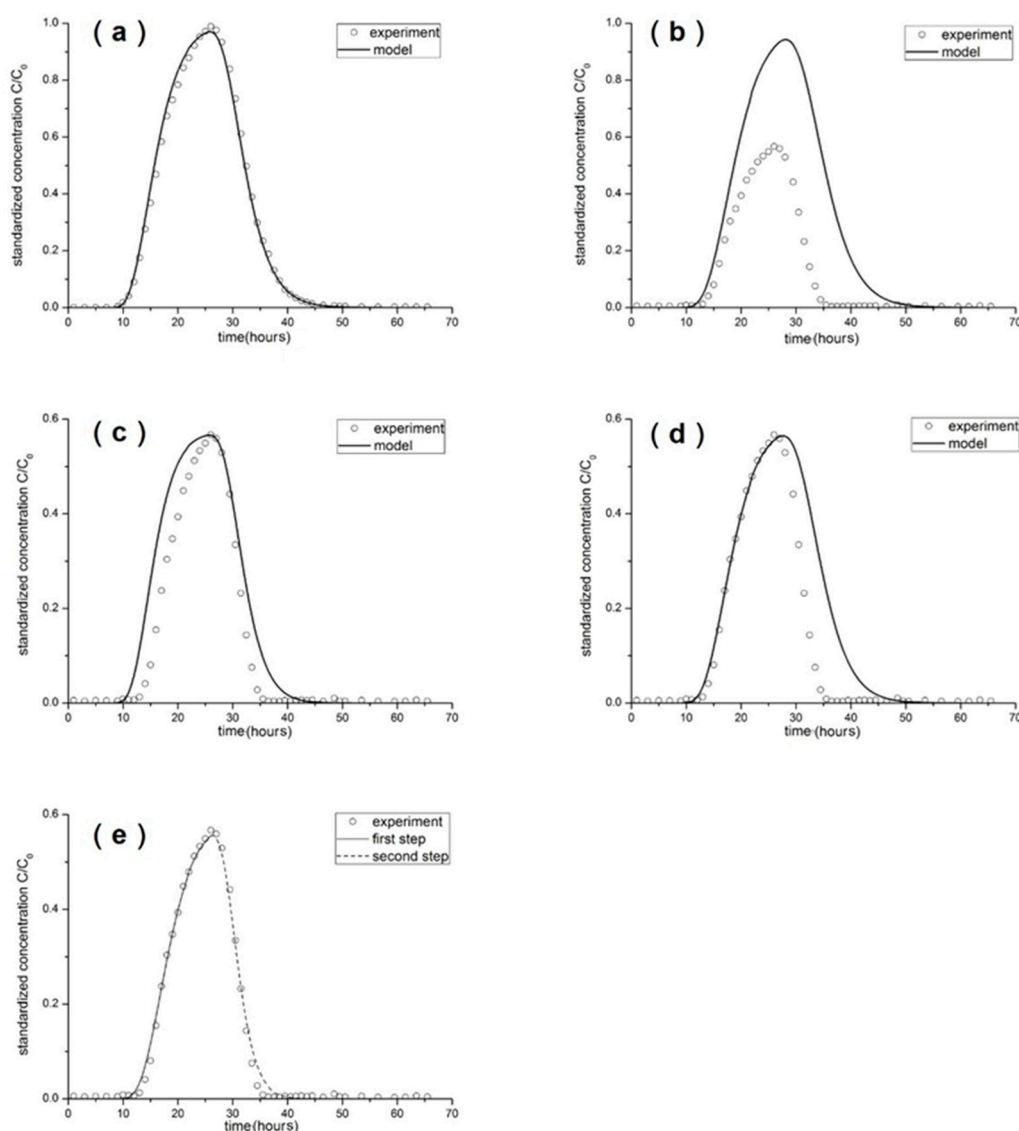 ( a )
experiment
model
standardized concentration C/C₀
1.0
0.8
0.6
0.4
0.2
0.0
0 10 20 30 40 50 60 70
time(hours)
( b )
experiment
model
standardized concentration C/C₀
1.0
0.8
0.6
0.4
0.2
0.0
0 10 20 30 40 50 60 70
time(hours)
( c )
experiment
model
standardized concentration C/C₀
0.6
0.4
0.2
0.0
0 10 20 30 40 50 60 70
time(hours)
( d )
experiment
model
standardized concentration C/C₀
0.6
0.4
0.2
0.0
0 10 20 30 40 50 60 70
time(hours)
( e )
experiment
first step
second step
standardized concentration C/C₀
0.6
0.4
0.2
0.0
0 10 20 30 40 50 60 70
time(hours)